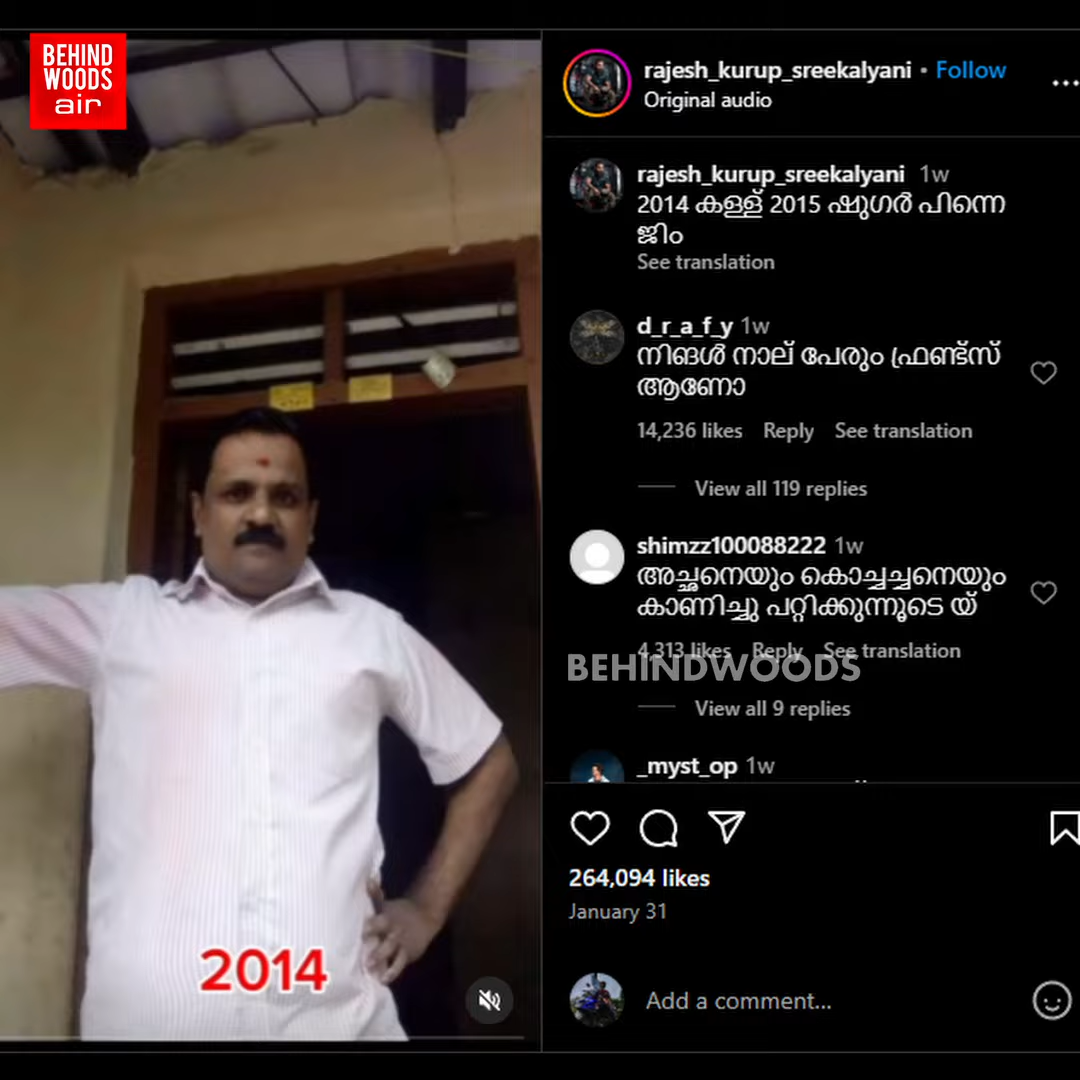 BEHIND
WOODS
air
rajesh_kurup_sreekalyani • Follow
Original audio
rajesh_kurup_sreekalyani 1w
2014 കള്ള് 2015 ഷുഗർ പിന്നെ
ജിം
See translation
d_r_a_f_y 1w
നിങൾ നാല് പേരും ഫ്രണ്ട്സ്
ആണോ
14,236 likes Reply See translation
View all 119 replies
shimzz100088222 1w
അച്ഛനെയും കൊച്ചച്ചനെയും
കാണിച്ചു പറ്റിക്കുന്നൂടെ യ്
4,313 likes Reply See translation
BEHINDWOODS
View all 9 replies
_myst_op 1w
264,094 likes
January 31
Add a comment...
2014